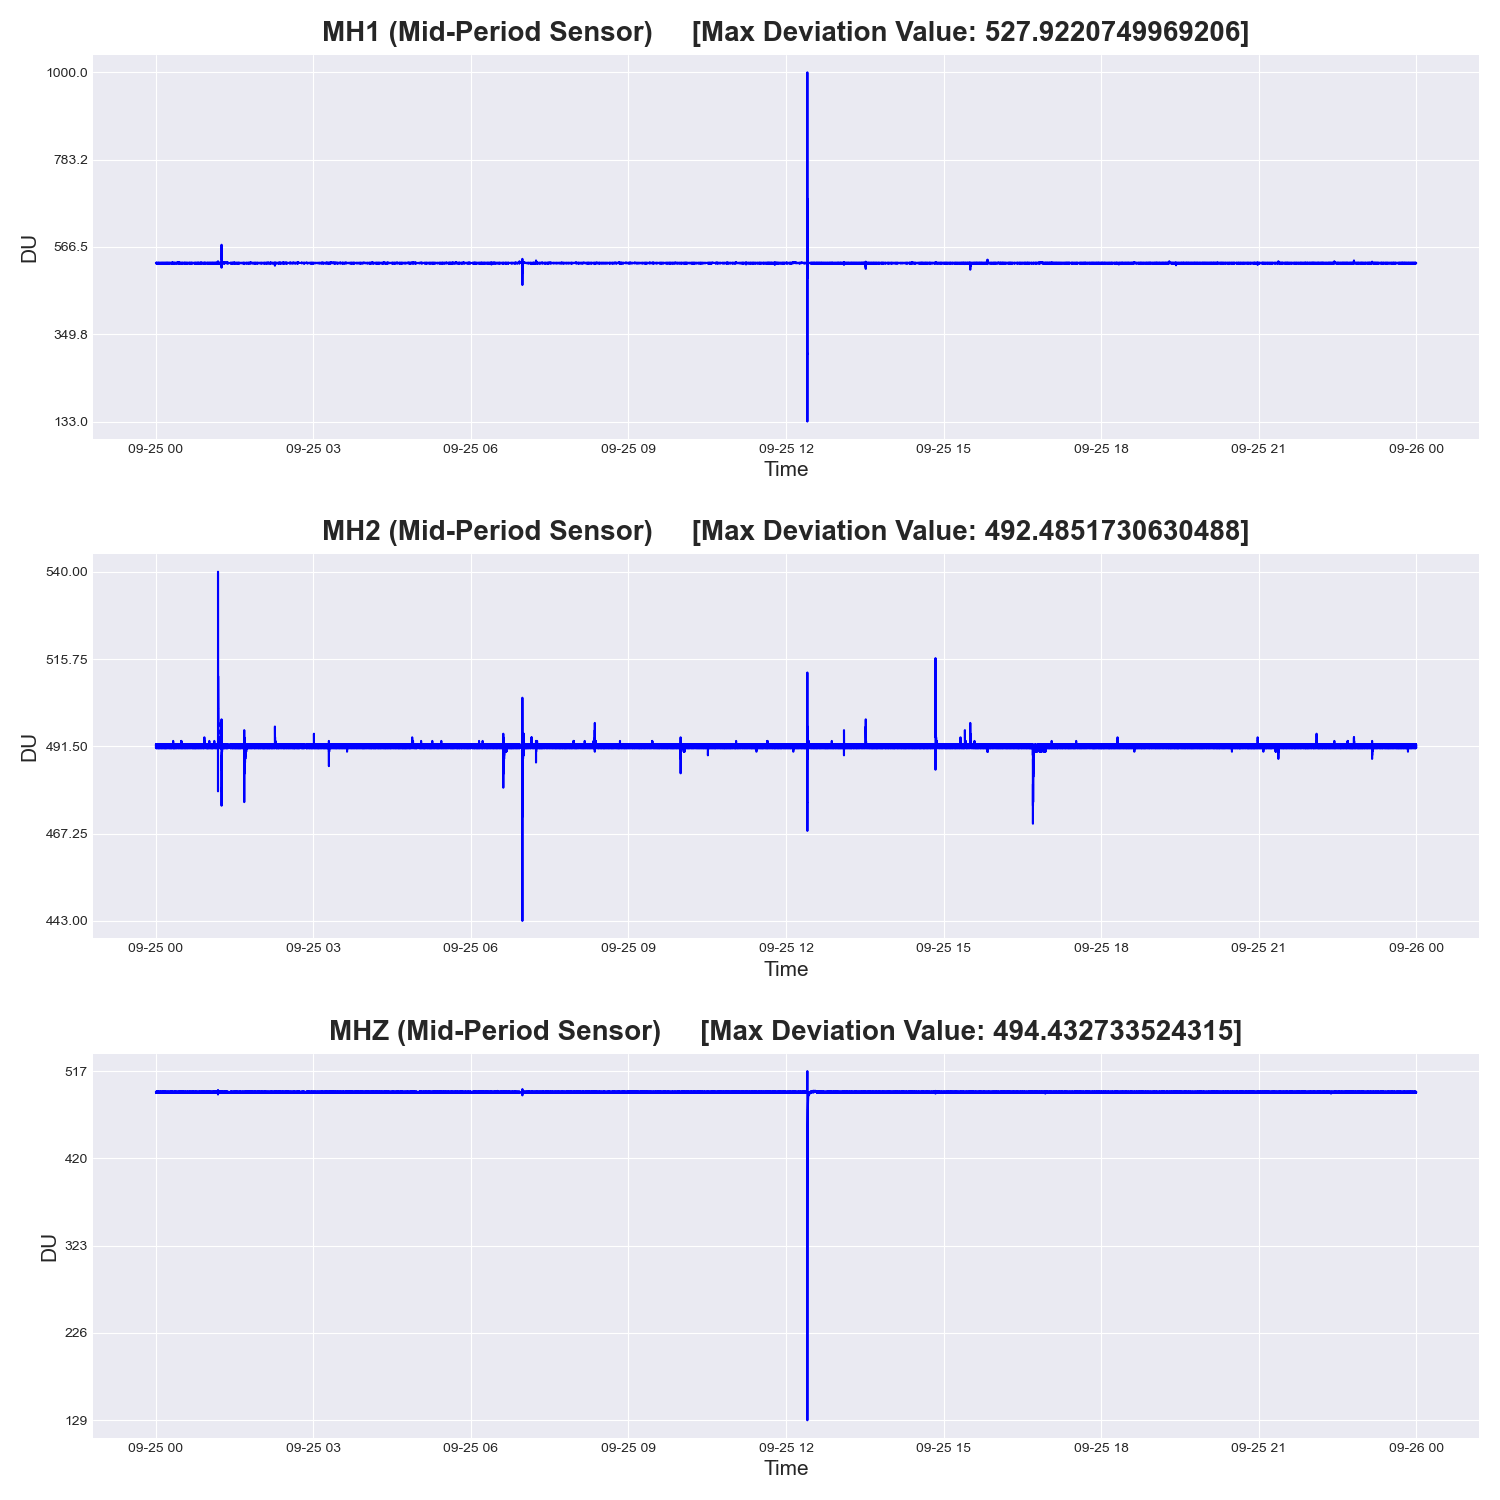 MH1 (Mid-Period Sensor) [Max Deviation Value: 527.9220749969206]
1000.0
783.2
566.5
349.8
133.0
DU
09-25 00 09-25 03 09-25 06 09-25 09 09-25 12 09-25 15 09-25 18 09-25 21 09-26 00
Time
MH2 (Mid-Period Sensor) [Max Deviation Value: 492.4851730630488]
540.00
515.75
491.50
467.25
443.00
DU
09-25 00 09-25 03 09-25 06 09-25 09 09-25 12 09-25 15 09-25 18 09-25 21 09-26 00
Time
MHZ (Mid-Period Sensor) [Max Deviation Value: 494.432733524315]
517
420
323
226
129
DU
09-25 00 09-25 03 09-25 06 09-25 09 09-25 12 09-25 15 09-25 18 09-25 21 09-26 00
Time